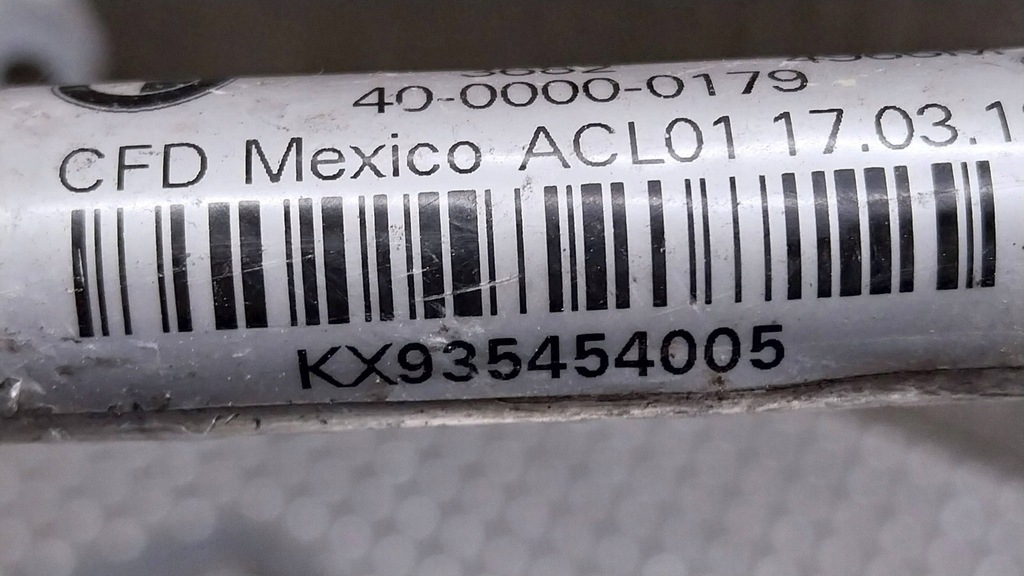 40-0000-0179
CFD Mexico ACL01 17.03.1
KX935454005